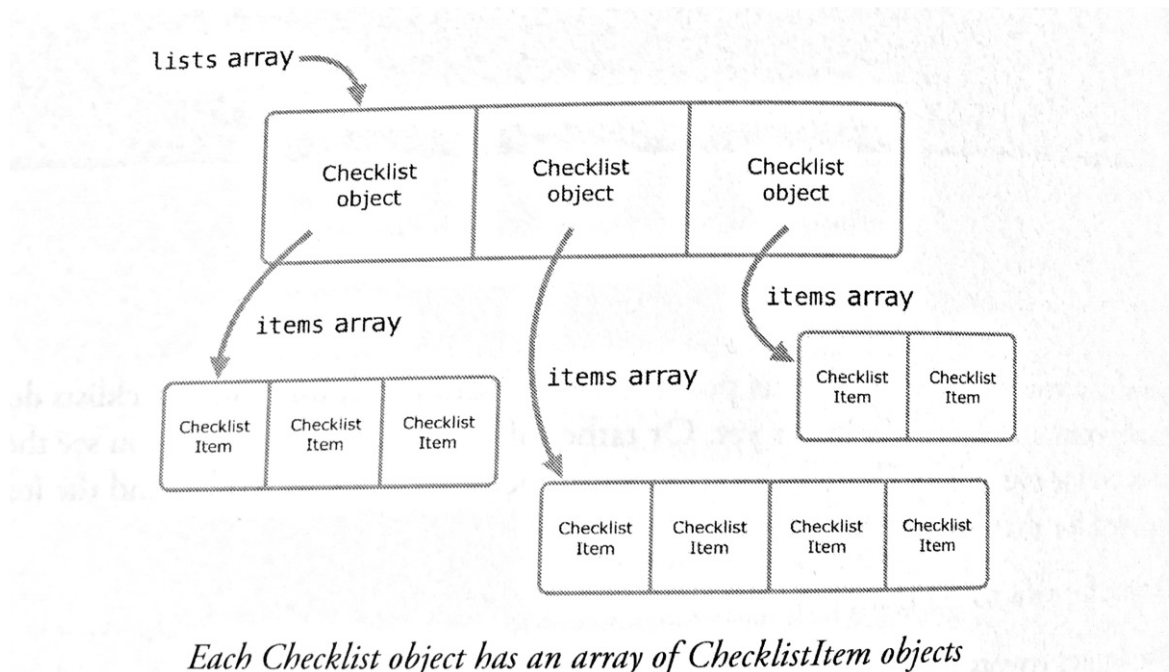 lists array
Checklist
object
Checklist
object
Checklist
object
items array
items array
items array
Checklist
Item
Checklist
Item
Checklist
Item
Checklist
Item
Checklist
Item
Checklist
Item
Checklist
Item
Checklist
Item
Checklist
Item
Each Checklist object has an array of ChecklistItem objects